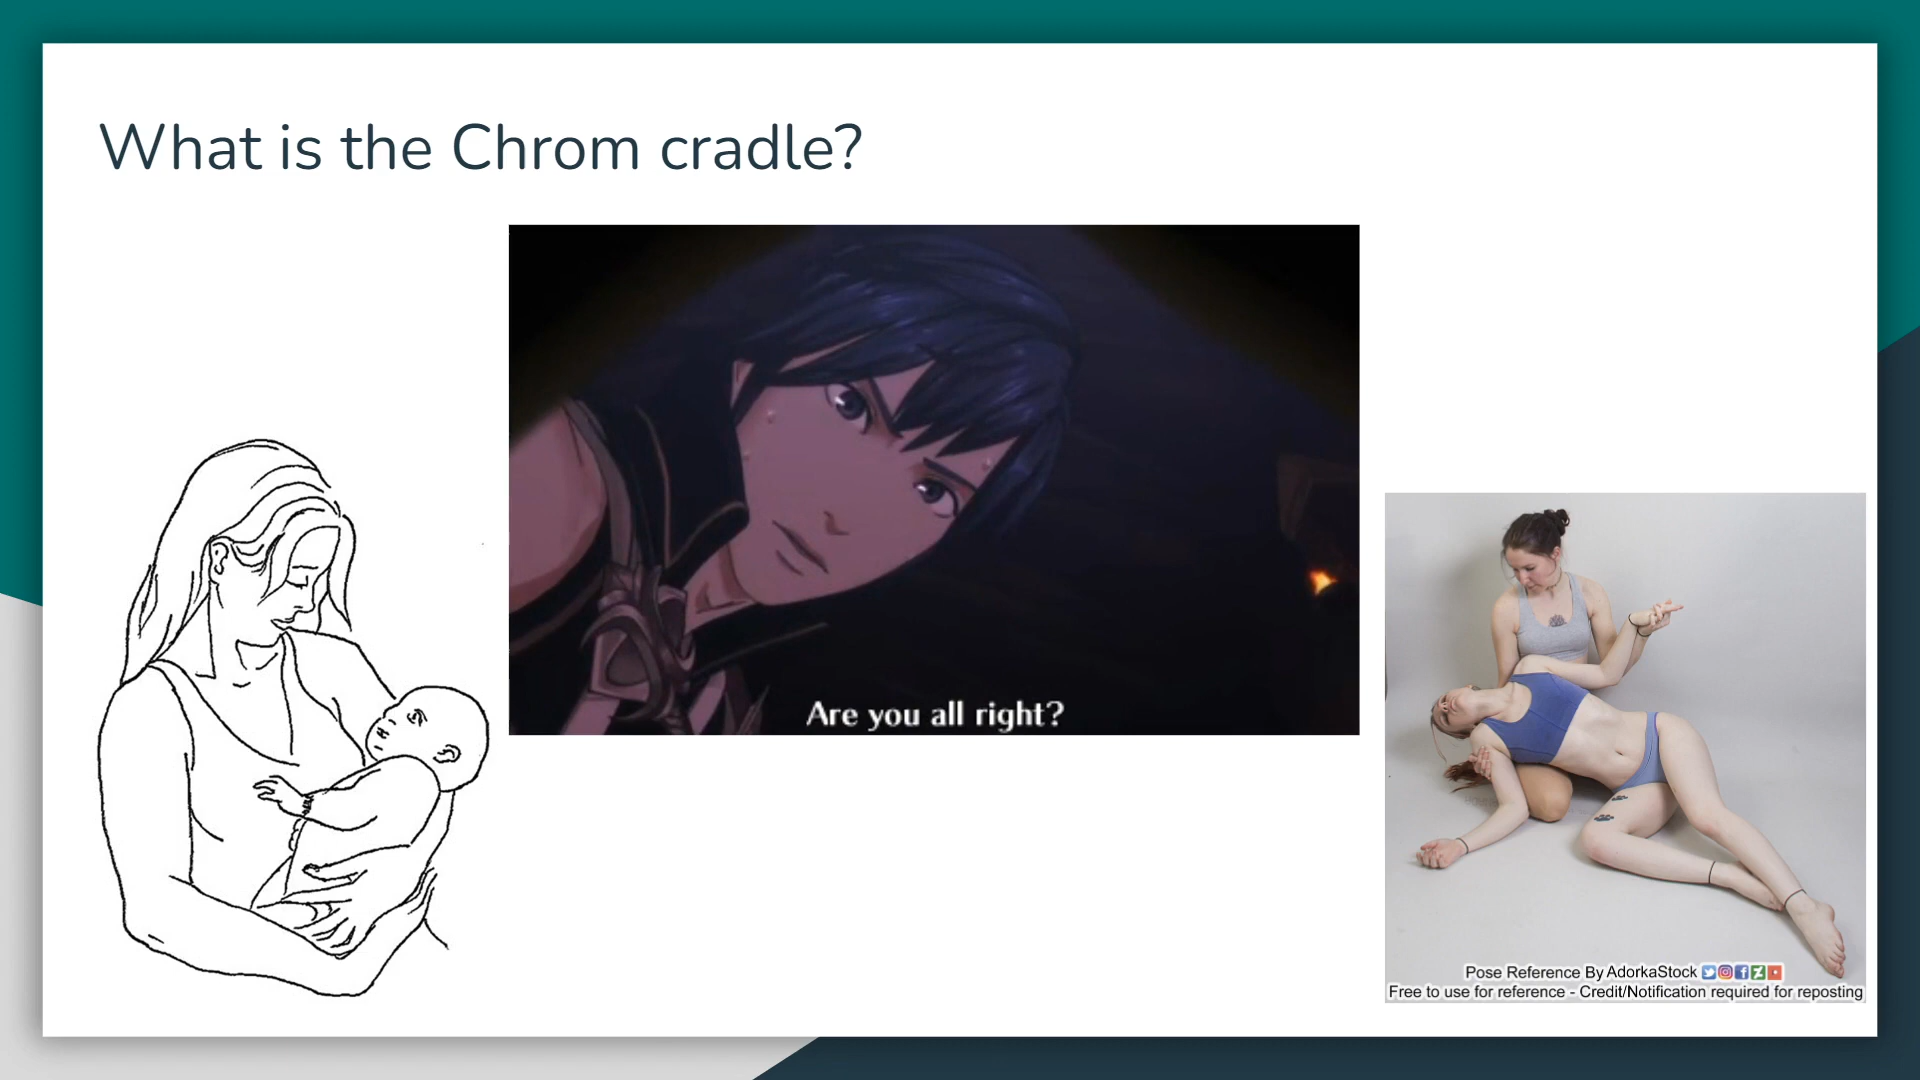 What is the Chrom cradle?
Are you all right?
Pose Reference By AdorkaStock
Free to use for reference - Credit/Notification required for reposting